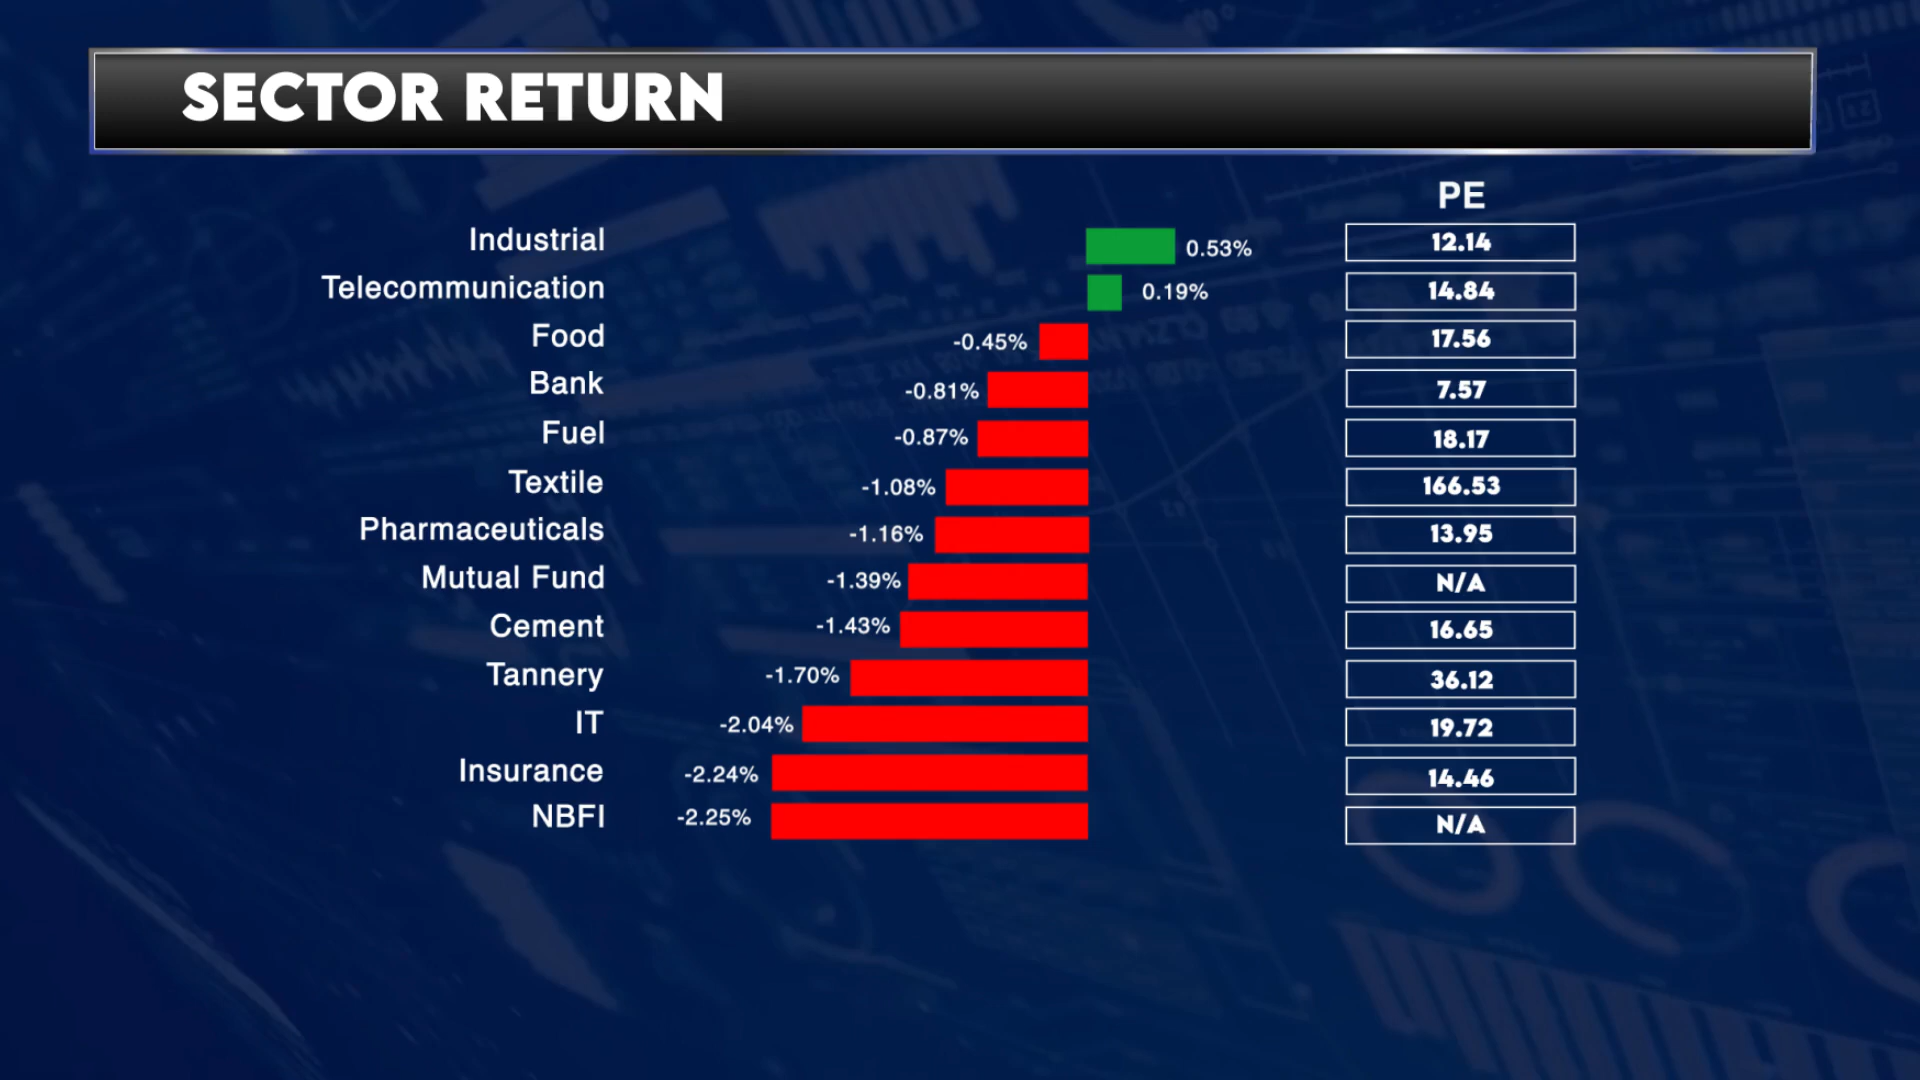 SECTOR RETURN
PE
Industrial 0.53% 12.14
Telecommunication 0.19% 14.84
Food -0.45% 17.56
Bank -0.81% 7.57
Fuel -0.87% 18.17
Textile -1.08% 166.53
Pharmaceuticals -1.16% 13.95
Mutual Fund -1.39% N/A
Cement -1.43% 16.65
Tannery -1.70% 36.12
IT -2.04% 19.72
Insurance -2.24% 14.46
NBFI -2.25% N/A